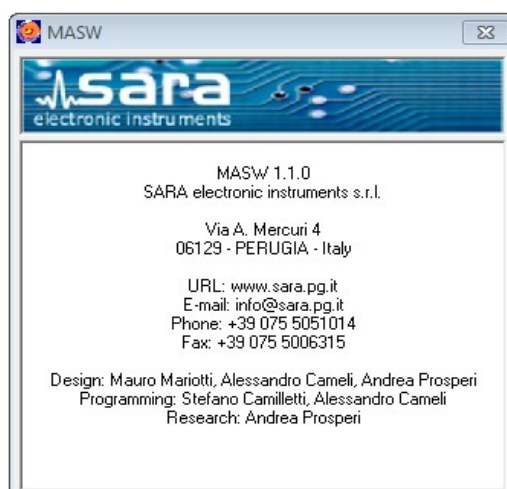 MASW
sara
electronic instruments
MASW 1.1.0
SARA electronic instruments s.r.l.
Via A. Mercuri 4
06129 - PERUGIA - Italy
URL: www.sara.pg.it
E-mail: info@sara.pg.it
Phone: +39 075 5051014
Fax: +39 075 5006315
Design: Mauro Mariotti, Alessandro Cameli, Andrea Prosperi
Programming: Stefano Camilletti, Alessandro Cameli
Research: Andrea Prosperi